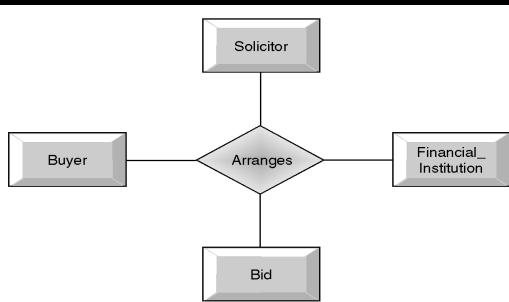 Solicitor
Buyer
Arranges
Financial_
Institution
Bid